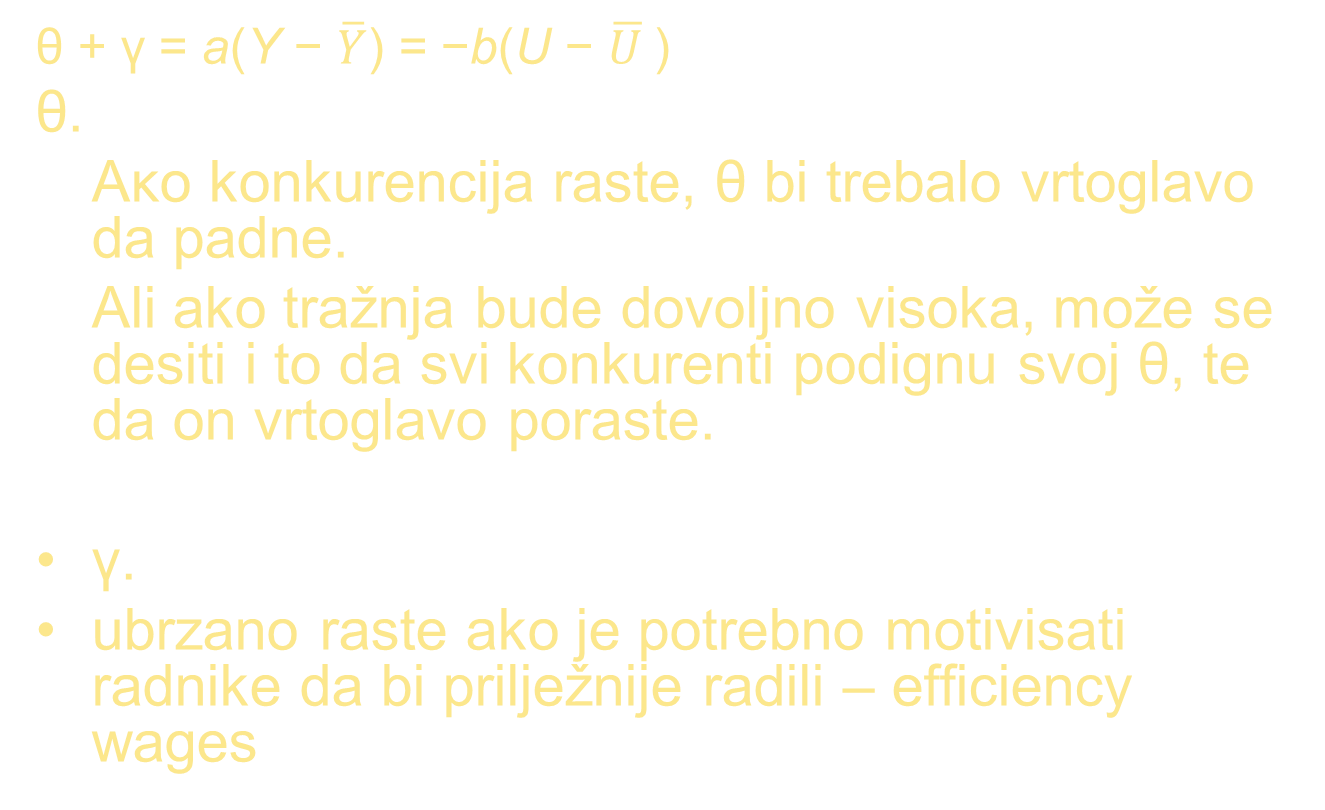 θ + γ = a(Y − Y̅) = −b(U − U̅ )
θ.
Aкo konkurencija raste, θ bi trebalo vrtoglavo
da padne.
Ali ako tražnja bude dovoljno visoka, može se
desiti i to da svi konkurenti podignu svoj θ, te
da on vrtoglavo poraste.
• γ.
• ubrzano raste ako je potrebno motivisati
radnike da bi prilježnije radili – efficiency
wages